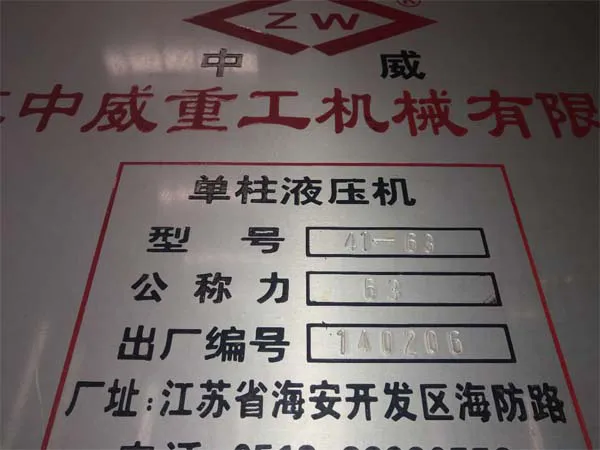 ZW®
中 威
中威重工机械有限
单柱液压机
型 号 41-63
公称力 63
出厂编号 140206
厂址:江苏省海安开发区海防路